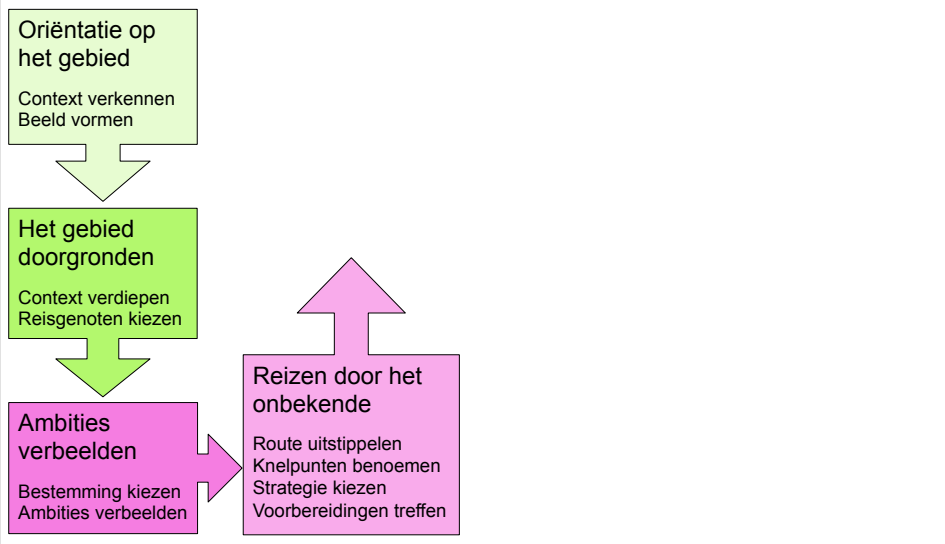 Oriëntatie op
het gebied
Context verkennen
Beeld vormen
Het gebied
doorgronden
Context verdiepen
Reisgenoten kiezen
Ambities
verbeelden
Bestemming kiezen
Ambities verbeelden
Reizen door het
onbekende
Route uitstippelen
Knelpunten benoemen
Strategie kiezen
Voorbereidingen treffen